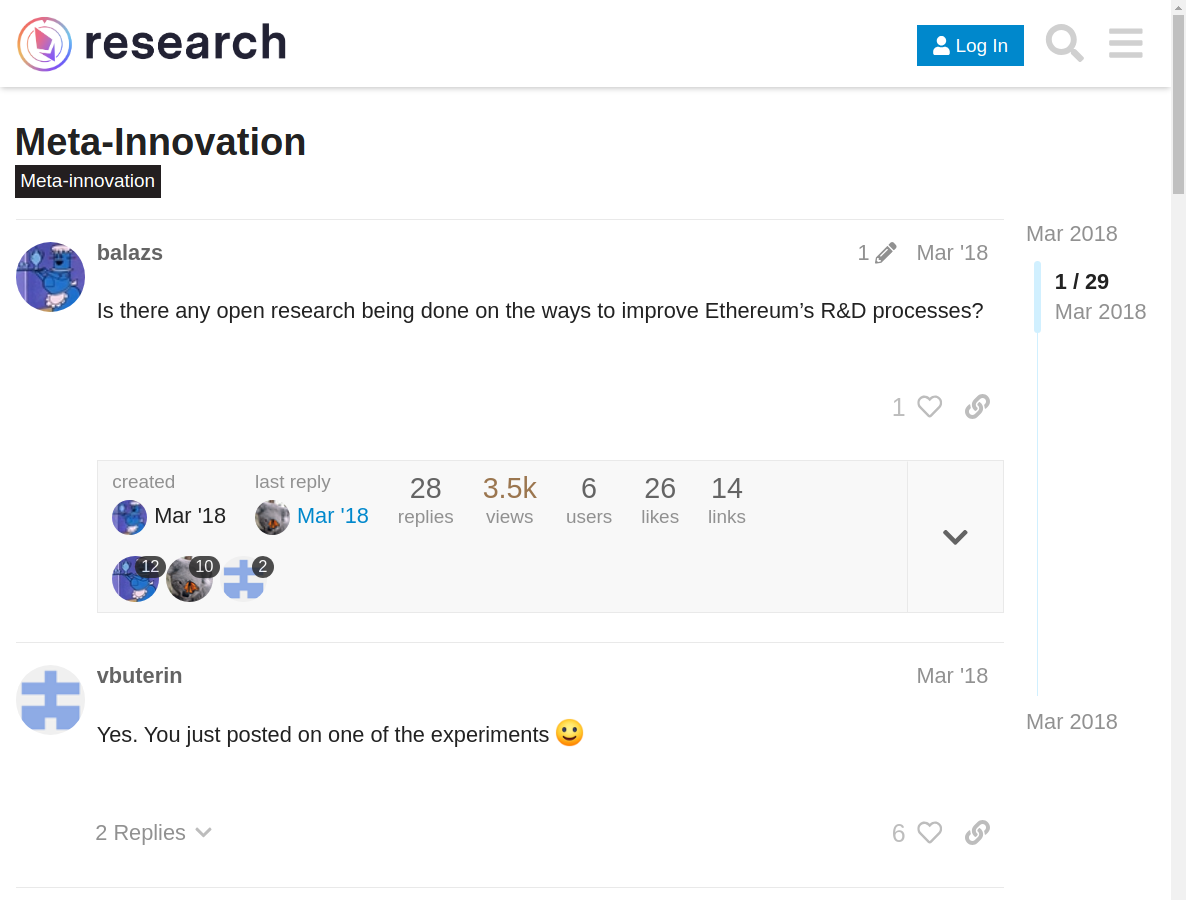 research
Log In
Meta-Innovation
Meta-innovation
balazs
1
Mar '18
Is there any open research being done on the ways to improve Ethereum’s R&D processes?
1
created
Mar '18
last reply
Mar '18
28
replies
3.5k
views
6
users
26
likes
14
links
12
10
2
vbuterin
Mar '18
Yes. You just posted on one of the experiments
2 Replies
6
Mar 2018
1 / 29
Mar 2018
Mar 2018